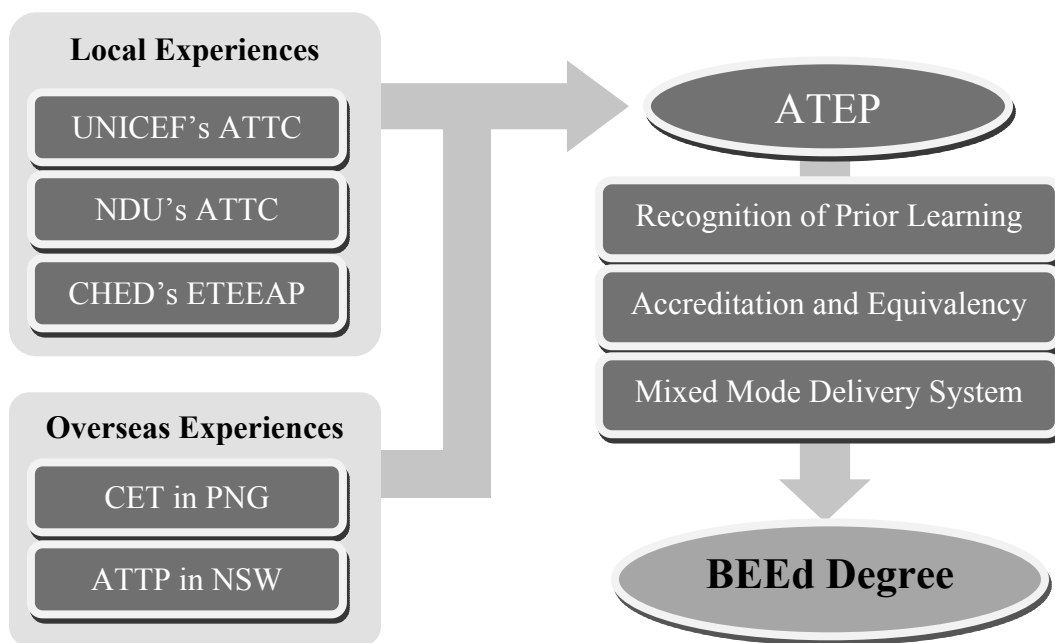 Local Experiences
UNICEF’s ATTC
NDU’s ATTC
CHED’s ETEEAP
Overseas Experiences
CET in PNG
ATTP in NSW
ATEP
Recognition of Prior Learning
Accreditation and Equivalency
Mixed Mode Delivery System
BEEd Degree